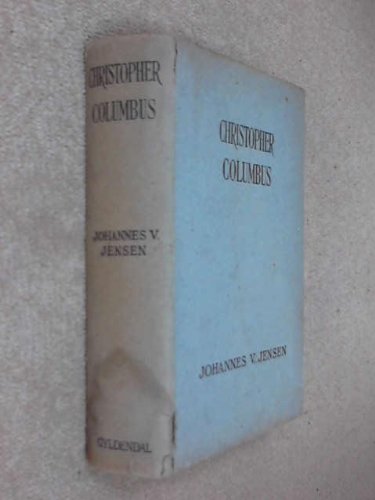 CHRISTOPHER
COLUMBUS
JOHANNES V.
JENSEN
GYLDENDAL
CHRISTOPHER
COLUMBUS
JOHANNES V. JENSEN